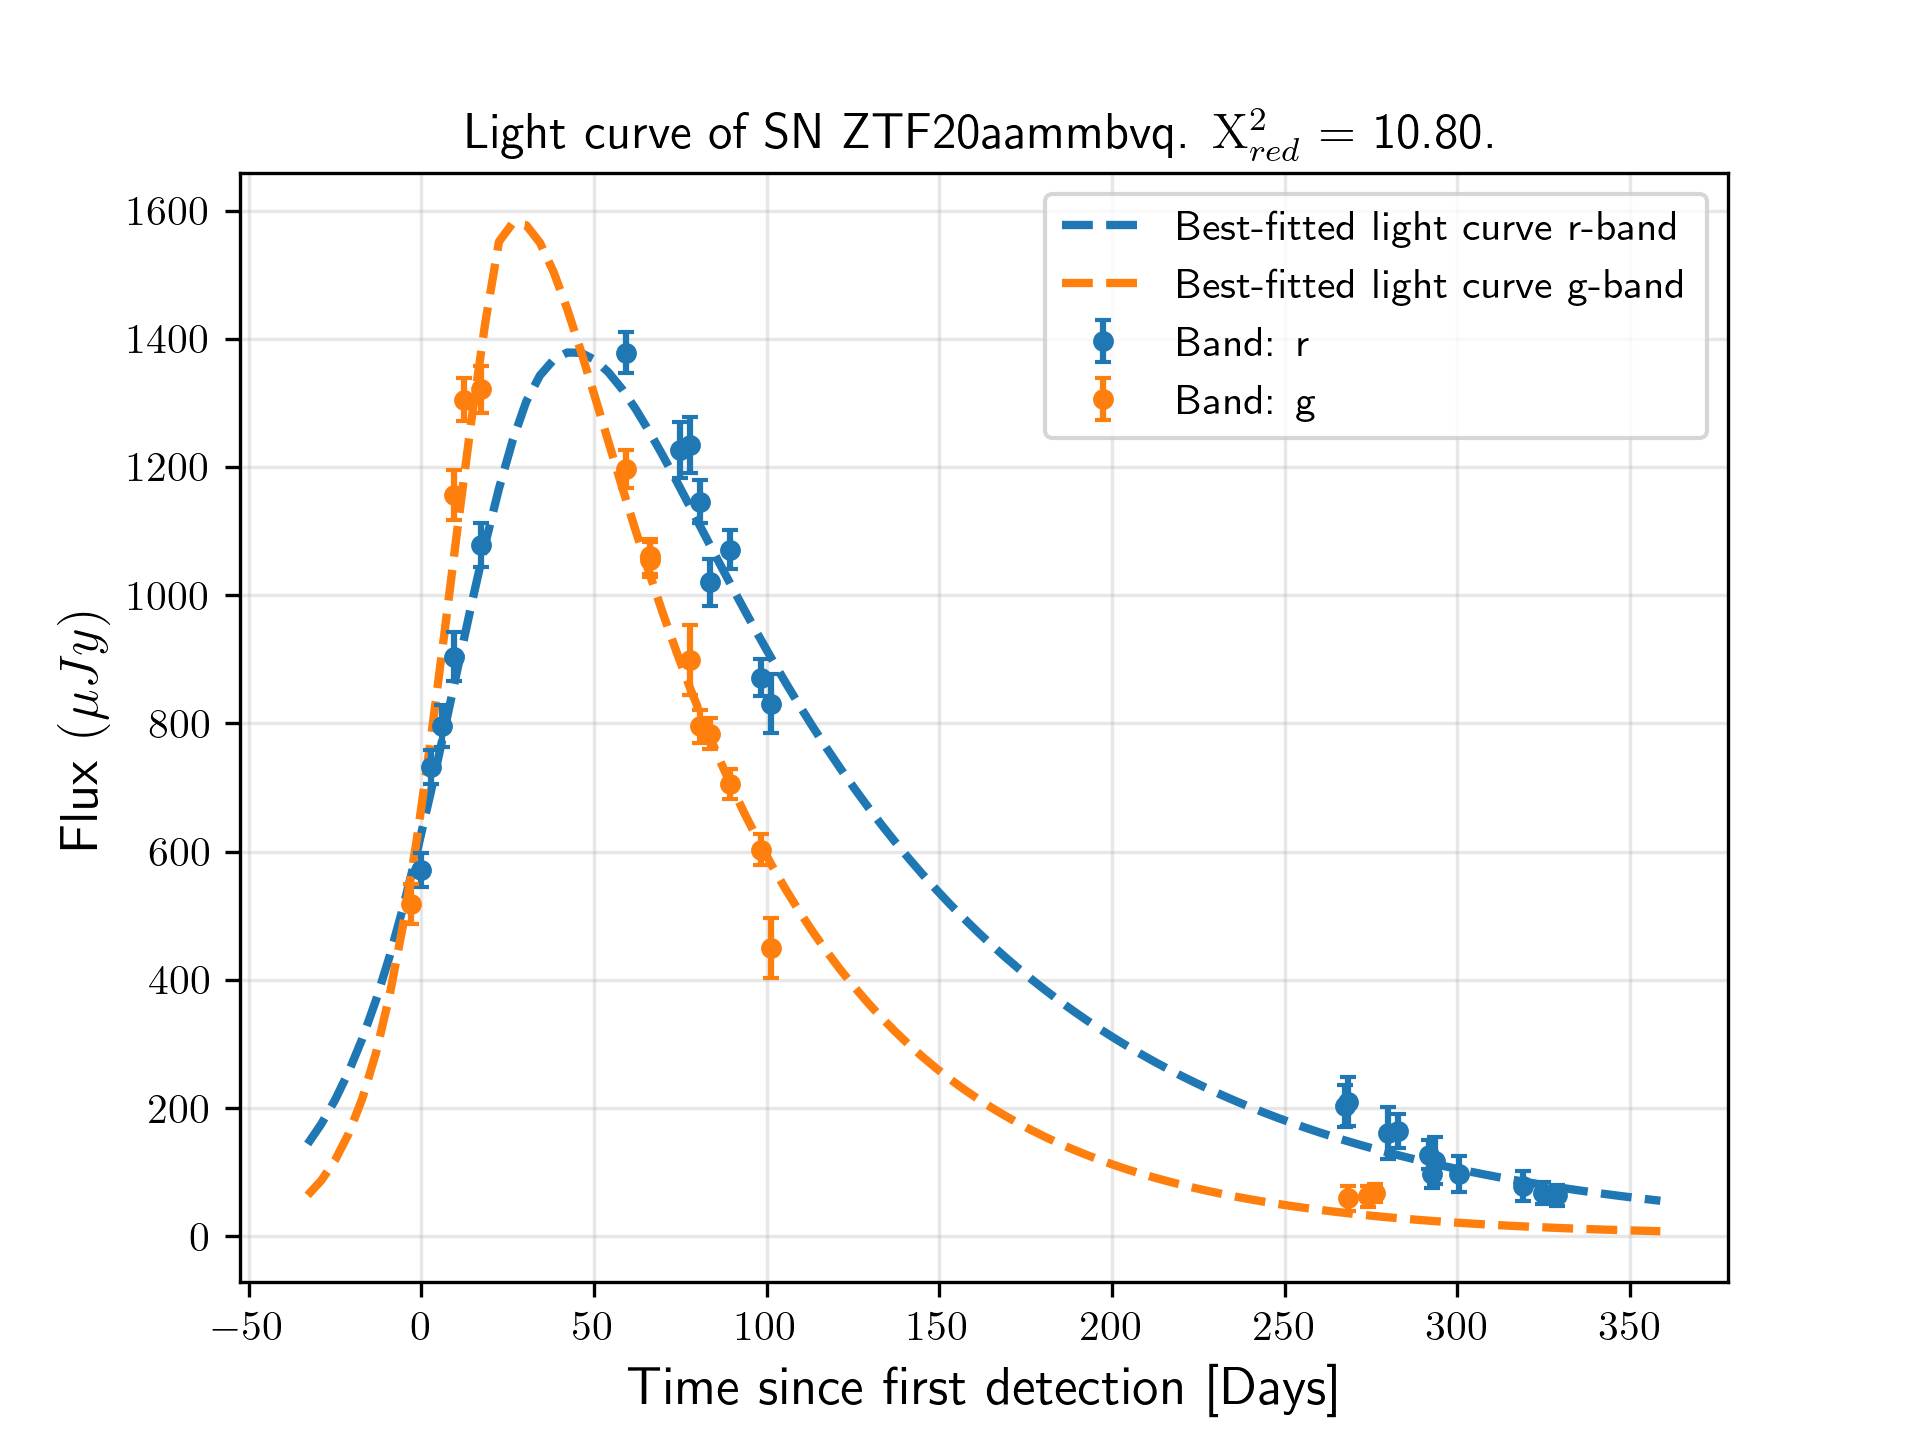 Light curve of SN ZTF20aammbvq. X²_red = 10.80.
1600
1400
1200
1000
800
600
400
200
0
Flux (μJy)
−50 0 50 100 150 200 250 300 350
Time since first detection [Days]
Best-fitted light curve r-band
Best-fitted light curve g-band
Band: r
Band: g